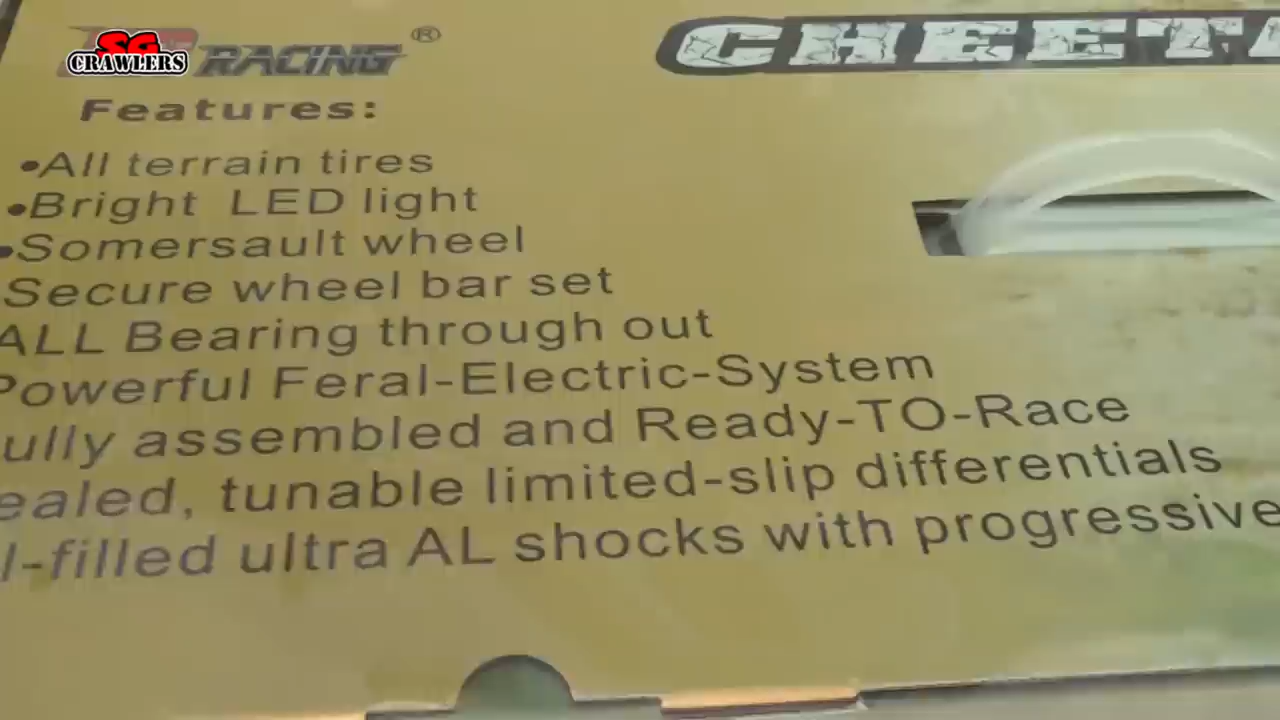 SG
CRAWLERS
RACING®
CHEETA
Features:
•All terrain tires
•Bright LED light
•Somersault wheel
Secure wheel bar set
ALL Bearing through out
Powerful Feral-Electric-System
ully assembled and Ready-TO-Race
ealed, tunable limited-slip differentials
l-filled ultra AL shocks with progressive